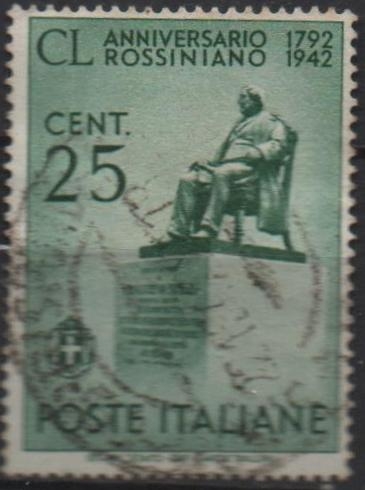 CL ANNIVERSARIO 1792
ROSSINIANO 1942
CENT.
25
POSTE ITALIANE